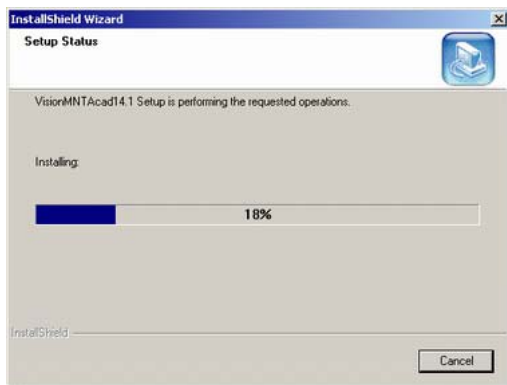 InstallShield Wizard
Setup Status
VisionMNTAcad14.1 Setup is performing the requested operations.
Installing:
18%
InstallShield
Cancel